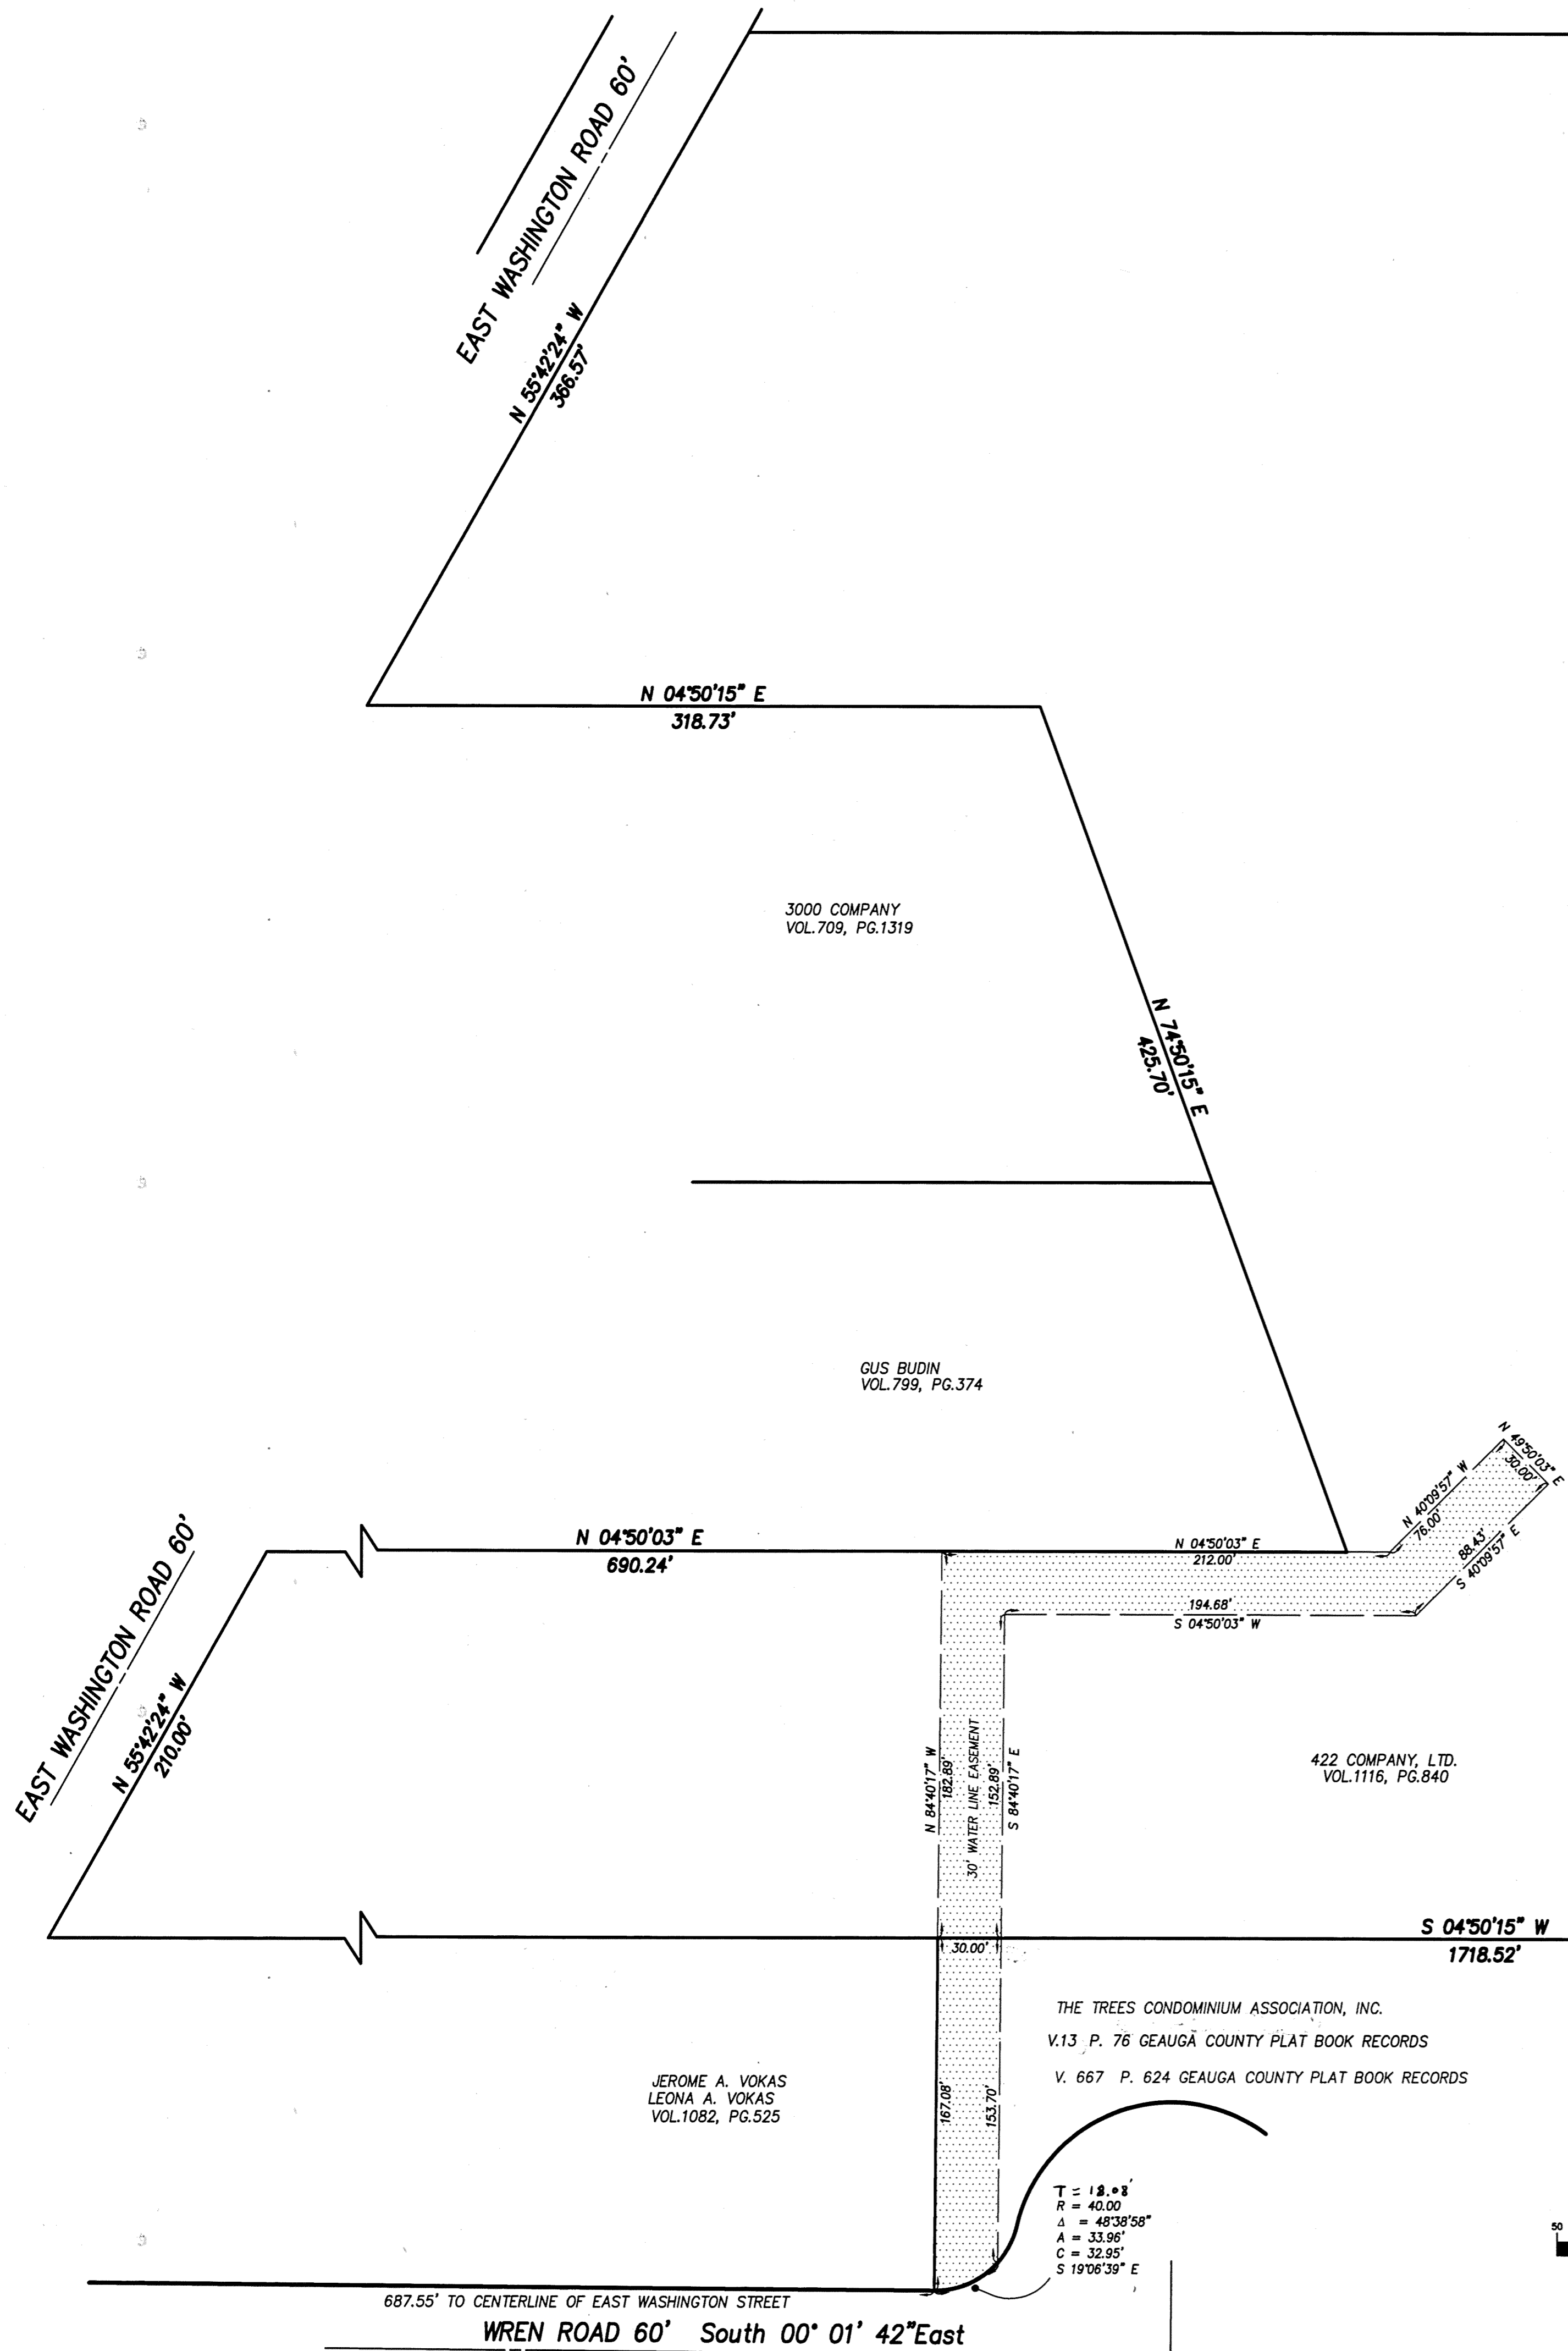 EAST WASHINGTON ROAD 60'
N 55°42'24" W
366.57'
N 04°50'15" E
318.73'
3000 COMPANY
VOL.709, PG.1319
N 74°50'15" E
425.70'
GUS BUDIN
VOL.799, PG.374
N 49°50'03" E
30.00'
N 40°09'57" W
76.00'
88.43'
S 40°09'57" E
EAST WASHINGTON ROAD 60'
N 55°42'24" W
210.00'
N 04°50'03" E
690.24'
N 04°50'03" E
212.00'
194.68'
S 04°50'03" W
N 84°40'17" W
182.89'
30' WATER LINE EASEMENT
152.89'
S 84°40'17" E
422 COMPANY, LTD.
VOL.1116, PG.840
S 04°50'15" W
1718.52'
30.00'
THE TREES CONDOMINIUM ASSOCIATION, INC.
V.13 P. 76 GEAUGA COUNTY PLAT BOOK RECORDS
V. 667 P. 624 GEAUGA COUNTY PLAT BOOK RECORDS
JEROME A. VOKAS
LEONA A. VOKAS
VOL.1082, PG.525
167.08'
153.70'
T = 18.08'
R = 40.00
Δ = 48°38'58"
A = 33.96'
C = 32.95'
S 19°06'39" E
50
687.55' TO CENTERLINE OF EAST WASHINGTON STREET
WREN ROAD 60' South 00° 01' 42"East